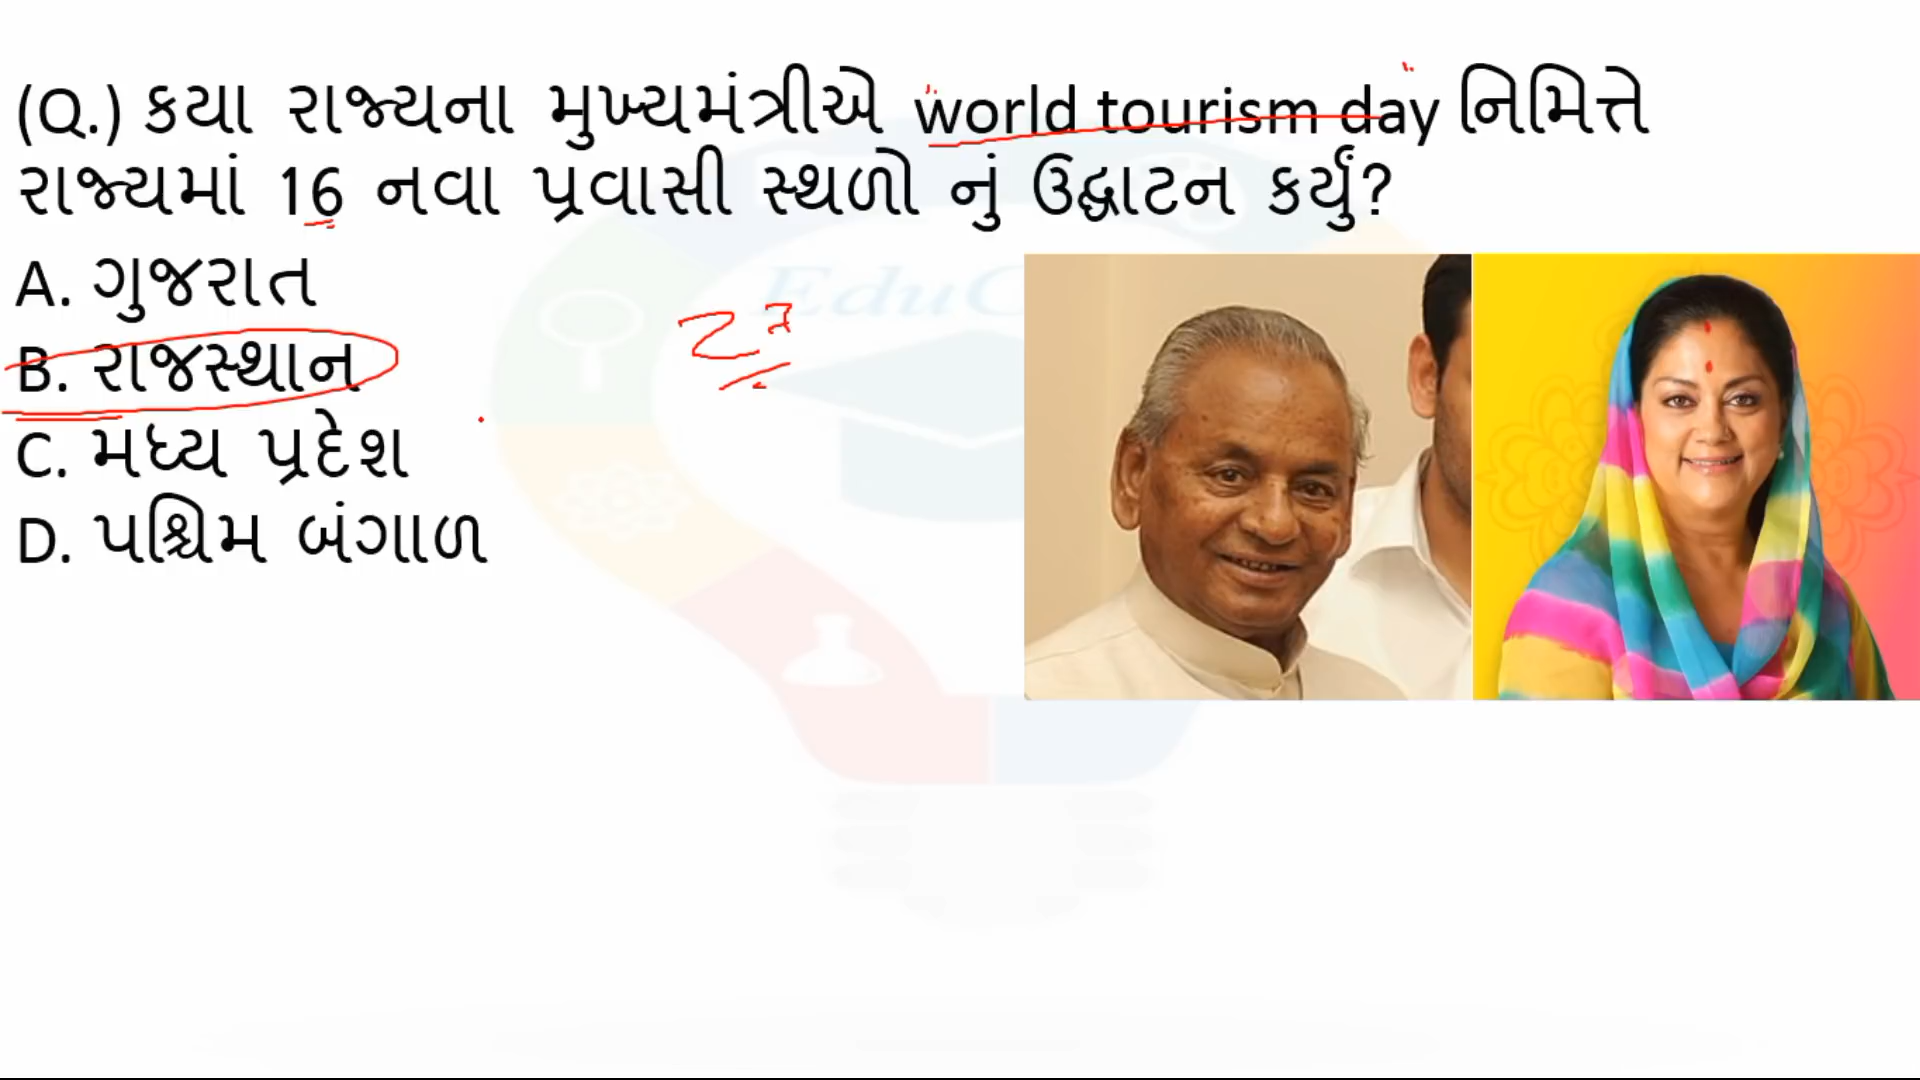 (Q.) કયા રાજ્યના મુખ્યમંત્રીએ world tourism day નિમિત્તે
રાજ્યમાં 16 નવા પ્રવાસી સ્થળો નું ઉદ્ઘાટન કર્યું?
A. ગુજરાત
B. રાજસ્થાન
C. મધ્ય પ્રદેશ
D. પશ્ચિમ બંગાળ